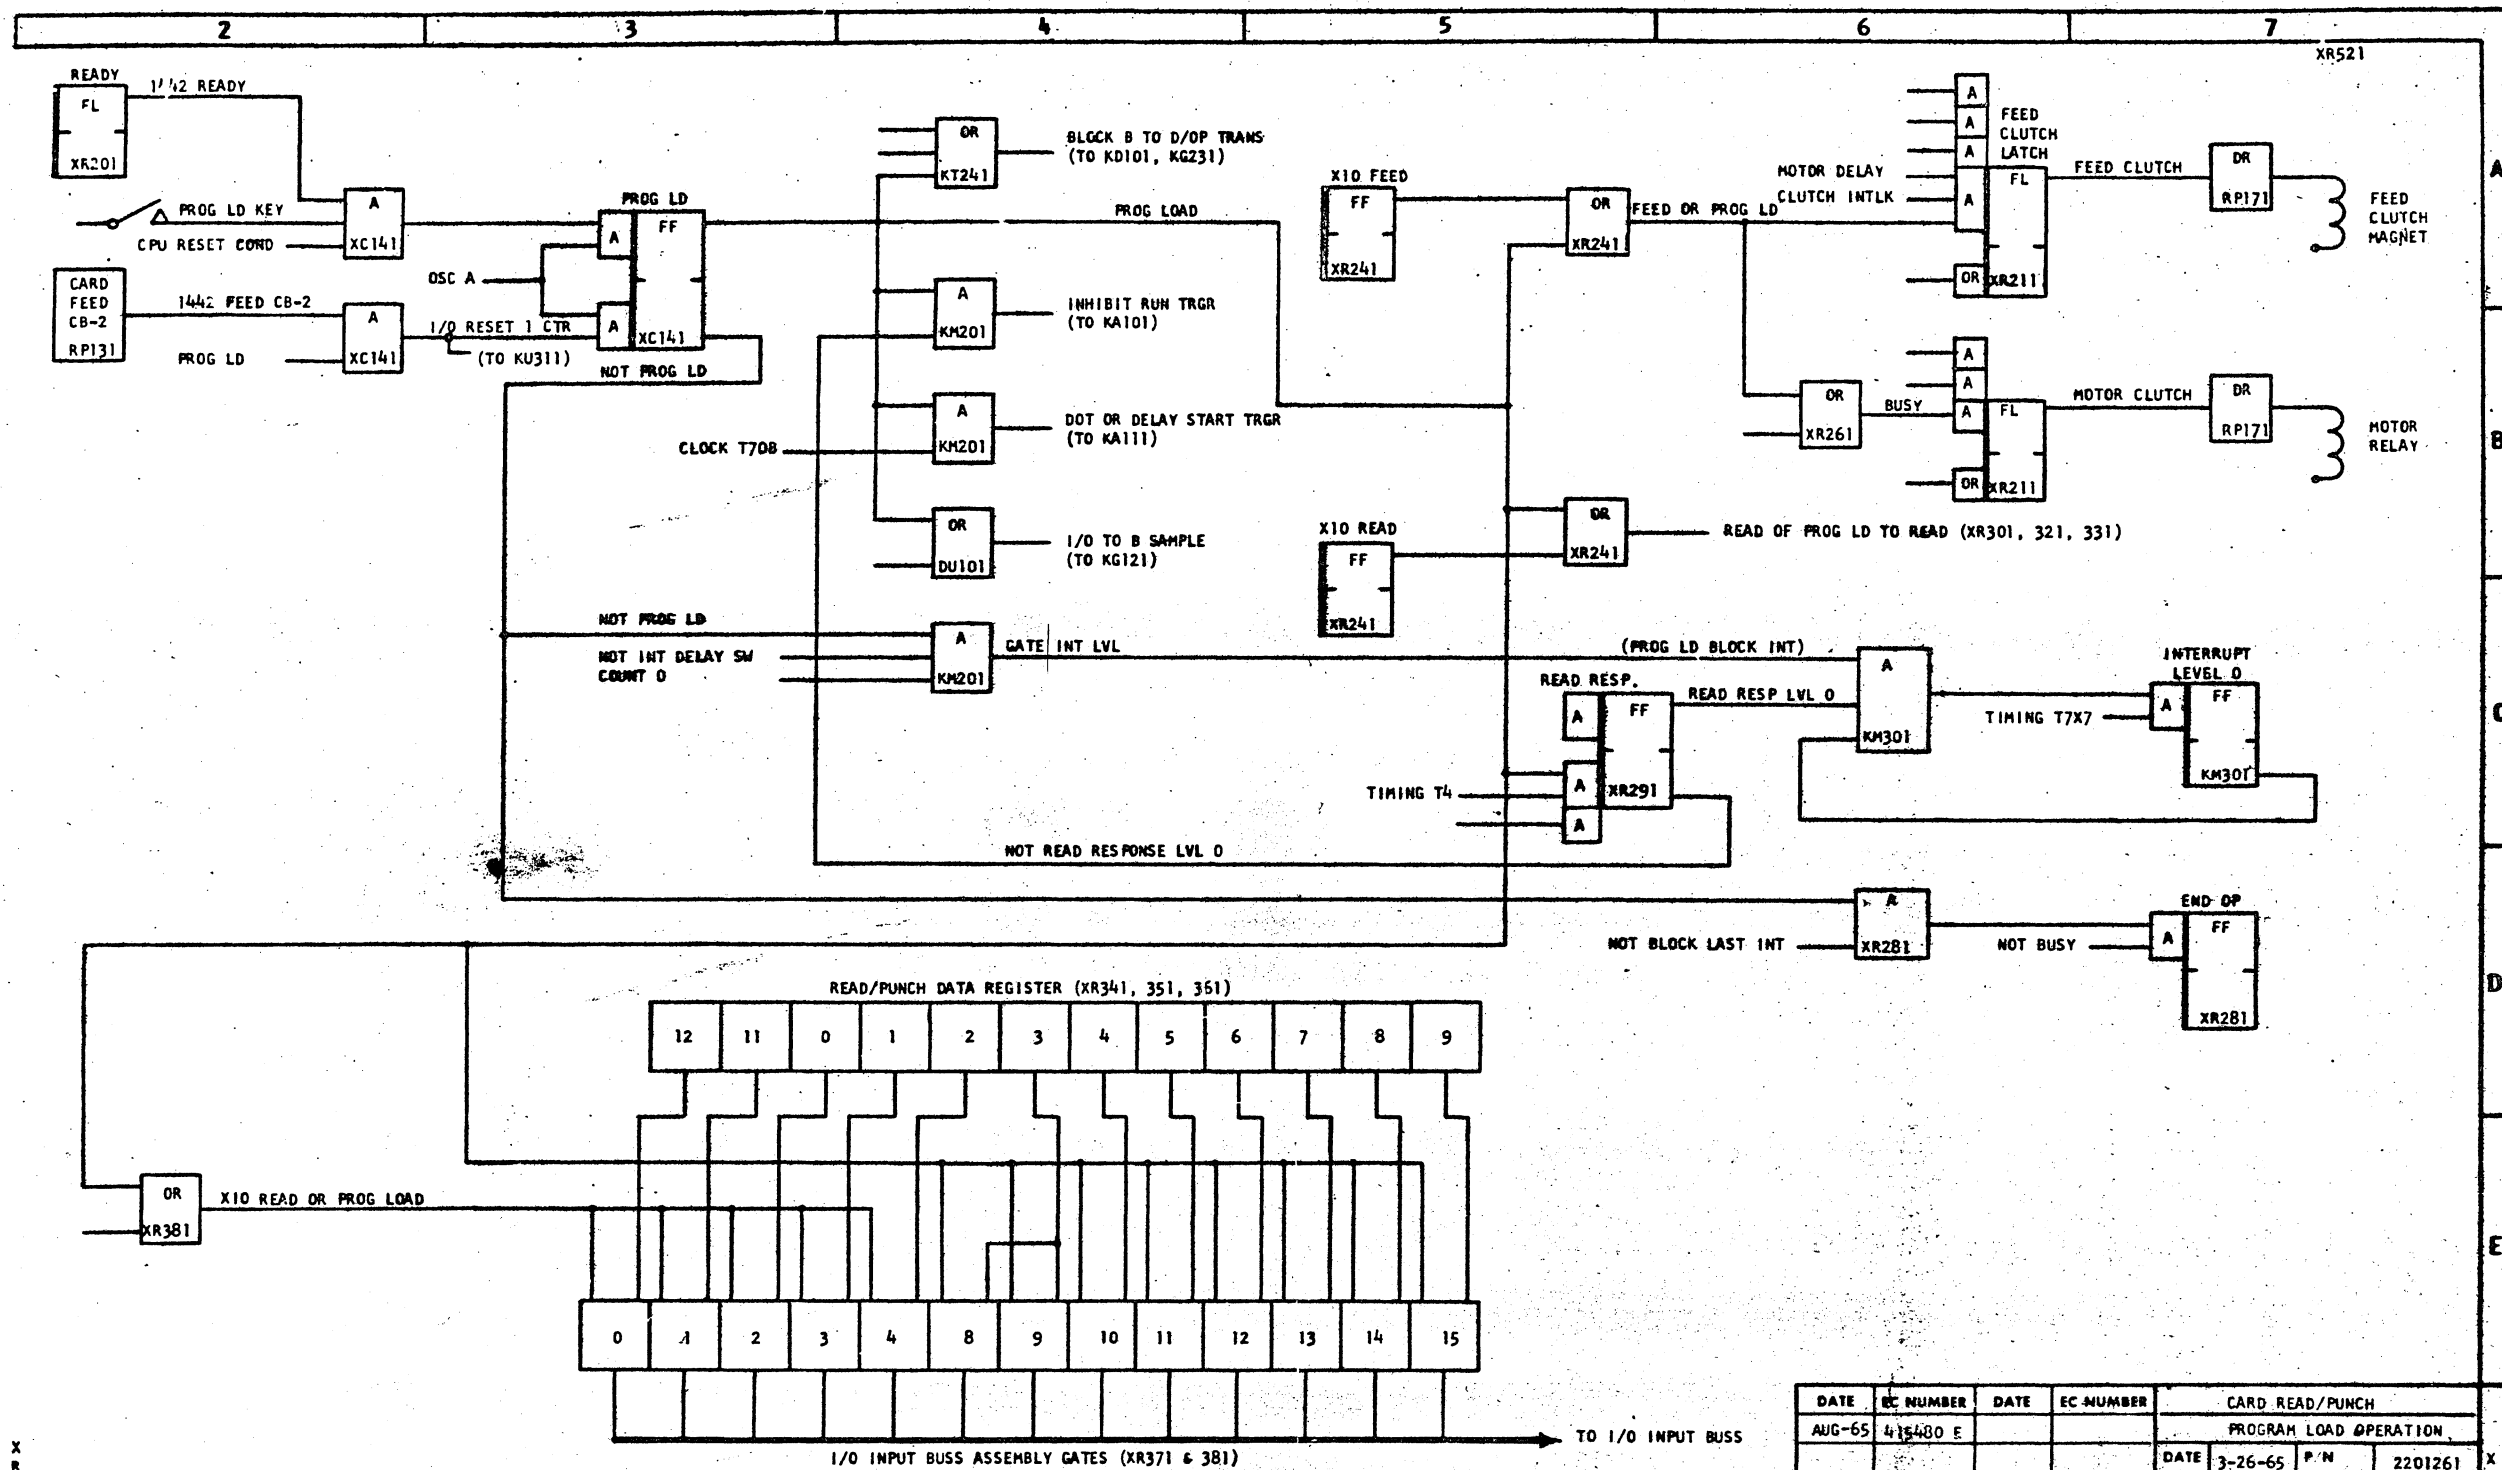 2 3 4 5 6 7
XR521
READY
FL
XR201
1442 READY
PROG LD KEY
CPU RESET COND
A
XC141
CARD
FEED
CB-2
RP131
1442 FEED CB-2
PROG LD
A
XC141
I/O RESET 1 CTR
(TO KU311)
OSC A
PROG LD
A
FF
A
XC141
NOT PROG LD
OR
KT241
BLOCK B TO D/OP TRANS
(TO KD101, KG231)
PROG LOAD
A
KM201
INHIBIT RUN TRGR
(TO KA101)
A
KM201
DOT OR DELAY START TRGR
(TO KA111)
CLOCK T7OB
OR
DU101
I/O TO B SAMPLE
(TO KG121)
NOT PROG LD
NOT INT DELAY SW
COUNT 0
A
KM201
GATE INT LVL
(PROG LD BLOCK INT)
X10 FEED
FF
XR241
OR
XR241
FEED OR PROG LD
MOTOR DELAY
CLUTCH INTLK
A
A
A
A
OR
FEED
CLUTCH
LATCH
FL
XR211
FEED CLUTCH
DR
RP171
FEED
CLUTCH
MAGNET
A
OR
XR261
BUSY
A
A
A
OR
FL
XR211
MOTOR CLUTCH
DR
RP171
MOTOR
RELAY
B
X10 READ
FF
XR241
OR
XR241
READ OF PROG LD TO READ (XR301, 321, 331)
READ RESP.
A
FF
A
XR291
A
TIMING T4
READ RESP LVL 0
A
KM301
INTERRUPT
LEVEL 0
A
FF
KM301
TIMING T7X7
C
NOT READ RESPONSE LVL 0
NOT BLOCK LAST INT
A
XR281
NOT BUSY
END OP
A
FF
XR281
D
READ/PUNCH DATA REGISTER (XR341, 351, 361)
12 11 0 1 2 3 4 5 6 7 8 9
OR
XR381
X10 READ OR PROG LOAD
E
0 1 2 3 4 8 9 10 11 12 13 14 15
TO I/O INPUT BUSS
I/O INPUT BUSS ASSEMBLY GATES (XR371 & 381)
DATE EC NUMBER DATE EC NUMBER CARD READ/PUNCH
AUG-65 415480 E PROGRAM LOAD OPERATION
DATE 3-26-65 P/N 2201261
X
R
X